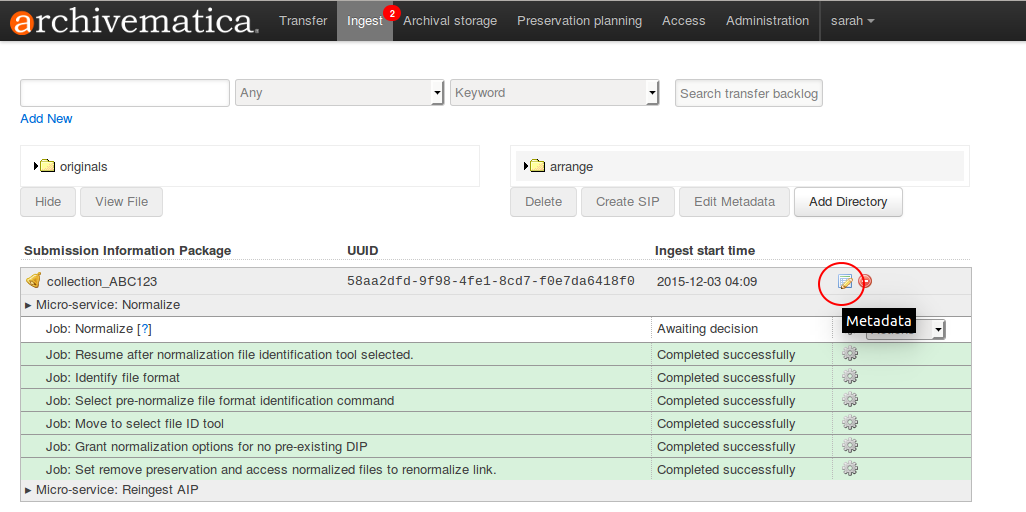 archivematica. Transfer Ingest 2 Archival storage Preservation planning Access Administration sarah
Any Keyword Search transfer backlog
Add New
originals arrange
Hide View File Delete Create SIP Edit Metadata Add Directory
Submission Information Package UUID Ingest start time
collection_ABC123 58aa2dfd-9f98-4fe1-8cd7-f0e7da6418f0 2015-12-03 04:09
Micro-service: Normalize
Metadata
Job: Normalize [?] Awaiting decision
Job: Resume after normalization file identification tool selected. Completed successfully
Job: Identify file format Completed successfully
Job: Select pre-normalize file format identification command Completed successfully
Job: Move to select file ID tool Completed successfully
Job: Grant normalization options for no pre-existing DIP Completed successfully
Job: Set remove preservation and access normalized files to renormalize link. Completed successfully
Micro-service: Reingest AIP